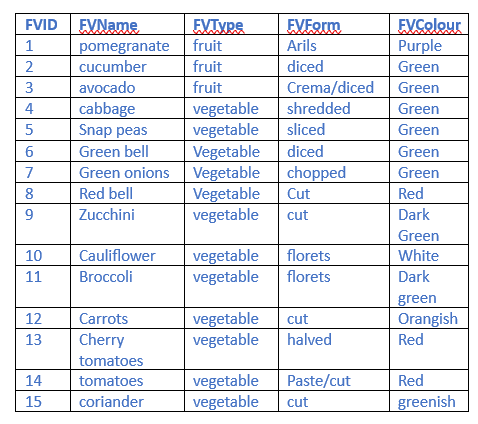 FVID FVName FVType FVForm FVColour
1 pomegranate fruit Arils Purple
2 cucumber fruit diced Green
3 avocado fruit Crema/diced Green
4 cabbage vegetable shredded Green
5 Snap peas vegetable sliced Green
6 Green bell Vegetable diced Green
7 Green onions Vegetable chopped Green
8 Red bell Vegetable Cut Red
9 Zucchini vegetable cut Dark
Green
10 Cauliflower vegetable florets White
11 Broccoli vegetable florets Dark
green
12 Carrots vegetable cut Orangish
13 Cherry vegetable halved Red
tomatoes
14 tomatoes vegetable Paste/cut Red
15 coriander vegetable cut greenish